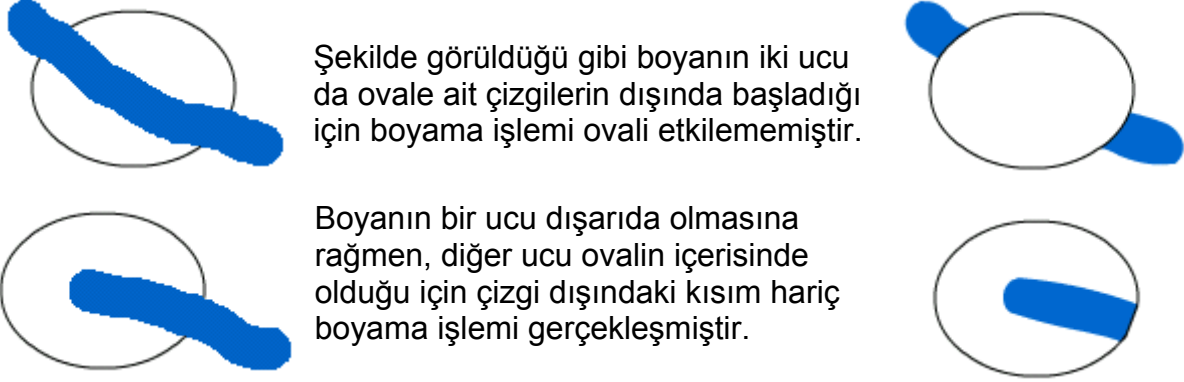 Şekilde görüldüğü gibi boyanın iki ucu
da ovale ait çizgilerin dışında başladığı
için boyama işlemi ovali etkilememiştir.
Boyanın bir ucu dışarıda olmasına
rağmen, diğer ucu ovalin içerisinde
olduğu için çizgi dışındaki kısım hariç
boyama işlemi gerçekleşmiştir.